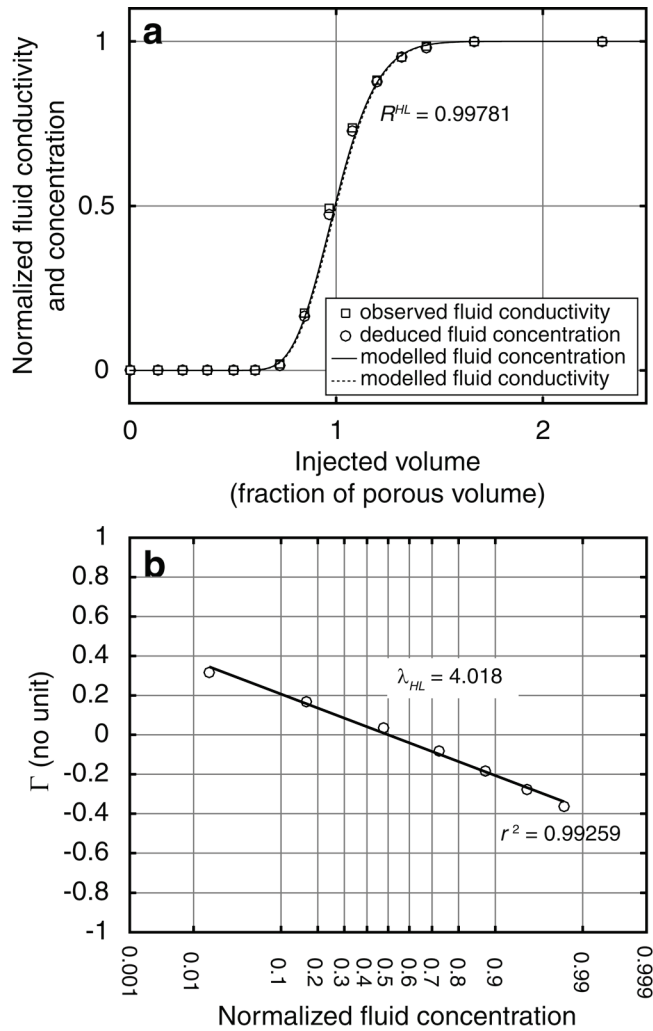 a
1
0.5
0
Normalized fluid conductivity
and concentration
R^HL = 0.99781
observed fluid conductivity
deduced fluid concentration
modelled fluid concentration
modelled fluid conductivity
0 1 2
Injected volume
(fraction of porous volume)
b
1
0.8
0.6
0.4
0.2
0
-0.2
-0.4
-0.6
-0.8
-1
Γ (no unit)
λ_HL = 4.018
r² = 0.99259
0.001 0.01 0.1 0.2 0.3 0.4 0.5 0.6 0.7 0.8 0.9 0.99 0.999
Normalized fluid concentration